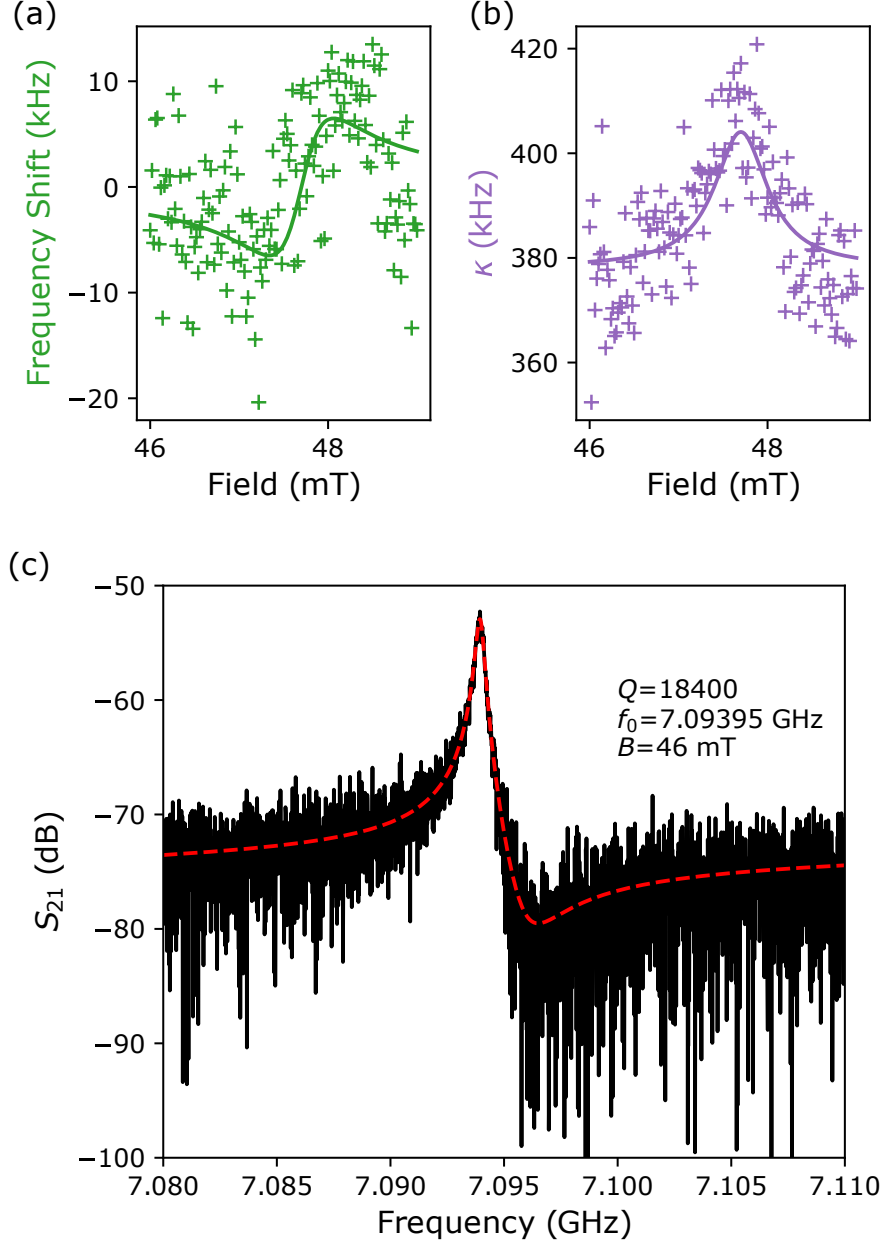 (a)
Frequency Shift (kHz)
10
0
−10
−20
46
48
Field (mT)
(b)
κ (kHz)
420
400
380
360
46
48
Field (mT)
(c)
S21 (dB)
−50
−60
−70
−80
−90
−100
Q=18400
f0=7.09395 GHz
B=46 mT
7.080
7.085
7.090
7.095
7.100
7.105
7.110
Frequency (GHz)